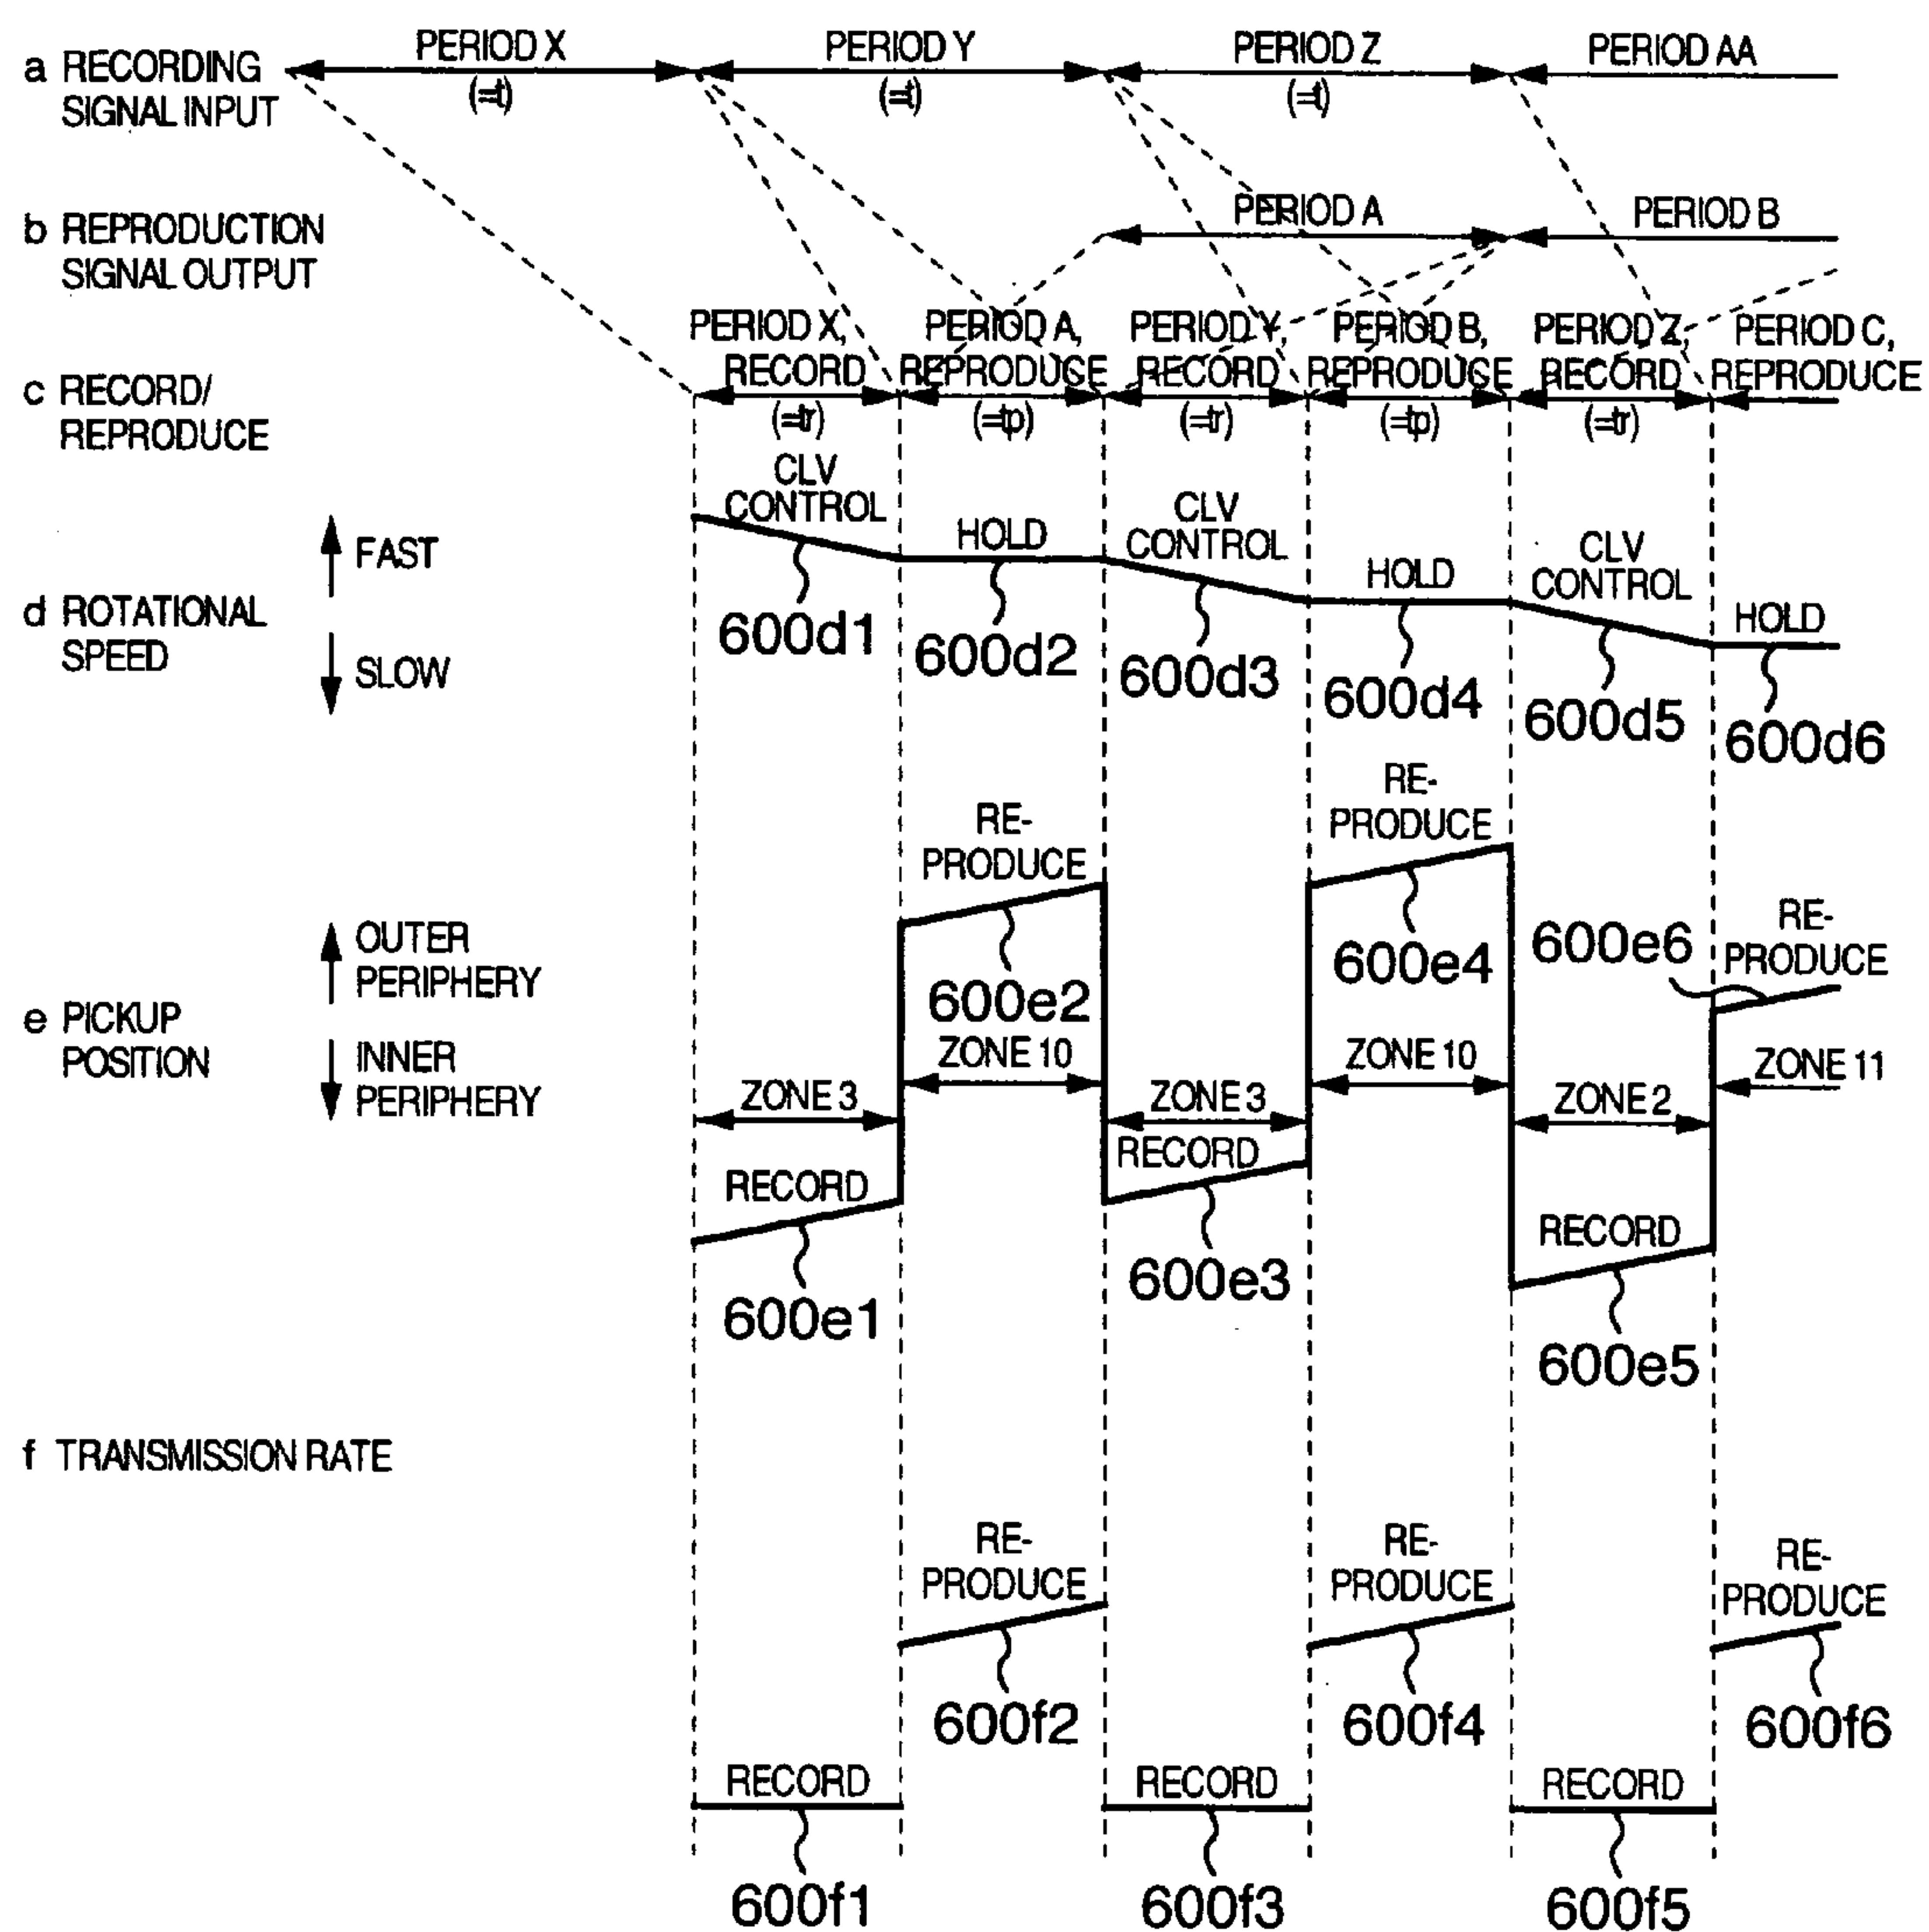 PERIOD X
PERIOD Y
PERIOD Z
PERIOD AA
a RECORDING
SIGNAL INPUT
(=t)
(=t)
(=t)
PERIOD A
PERIOD B
b REPRODUCTION
SIGNAL OUTPUT
PERIOD X,
RECORD
PERIOD A,
REPRODUCE
PERIOD Y,
RECORD
PERIOD B,
REPRODUCE
PERIOD Z,
RECORD
PERIOD C,
REPRODUCE
c RECORD/
REPRODUCE
(=tr)
(=tp)
(=tr)
(=tp)
(=tr)
CLV
CONTROL
HOLD
CLV
CONTROL
HOLD
CLV
CONTROL
HOLD
FAST
d ROTATIONAL
SPEED
SLOW
600d1
600d2
600d3
600d4
600d5
600d6
RE-
PRODUCE
RE-
PRODUCE
RE-
PRODUCE
OUTER
PERIPHERY
e PICKUP
POSITION
INNER
PERIPHERY
600e2
600e4
600e6
ZONE 3
ZONE 10
ZONE 3
ZONE 10
ZONE 2
ZONE 11
RECORD
RECORD
RECORD
600e1
600e3
600e5
f TRANSMISSION RATE
RE-
PRODUCE
RE-
PRODUCE
RE-
PRODUCE
600f2
600f4
600f6
RECORD
RECORD
RECORD
600f1
600f3
600f5